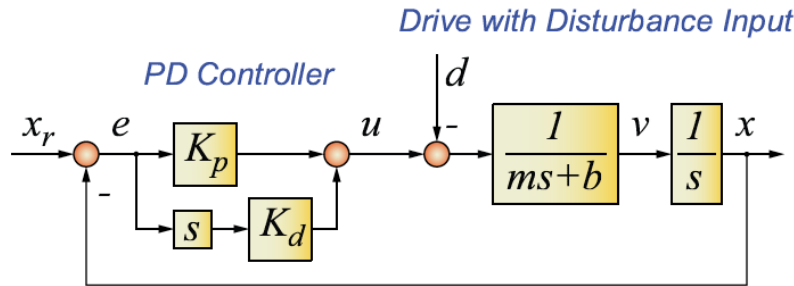 Drive with Disturbance Input
PD Controller
d
x_r e K_p u - 1/(ms+b) v 1/s x
-
s K_d